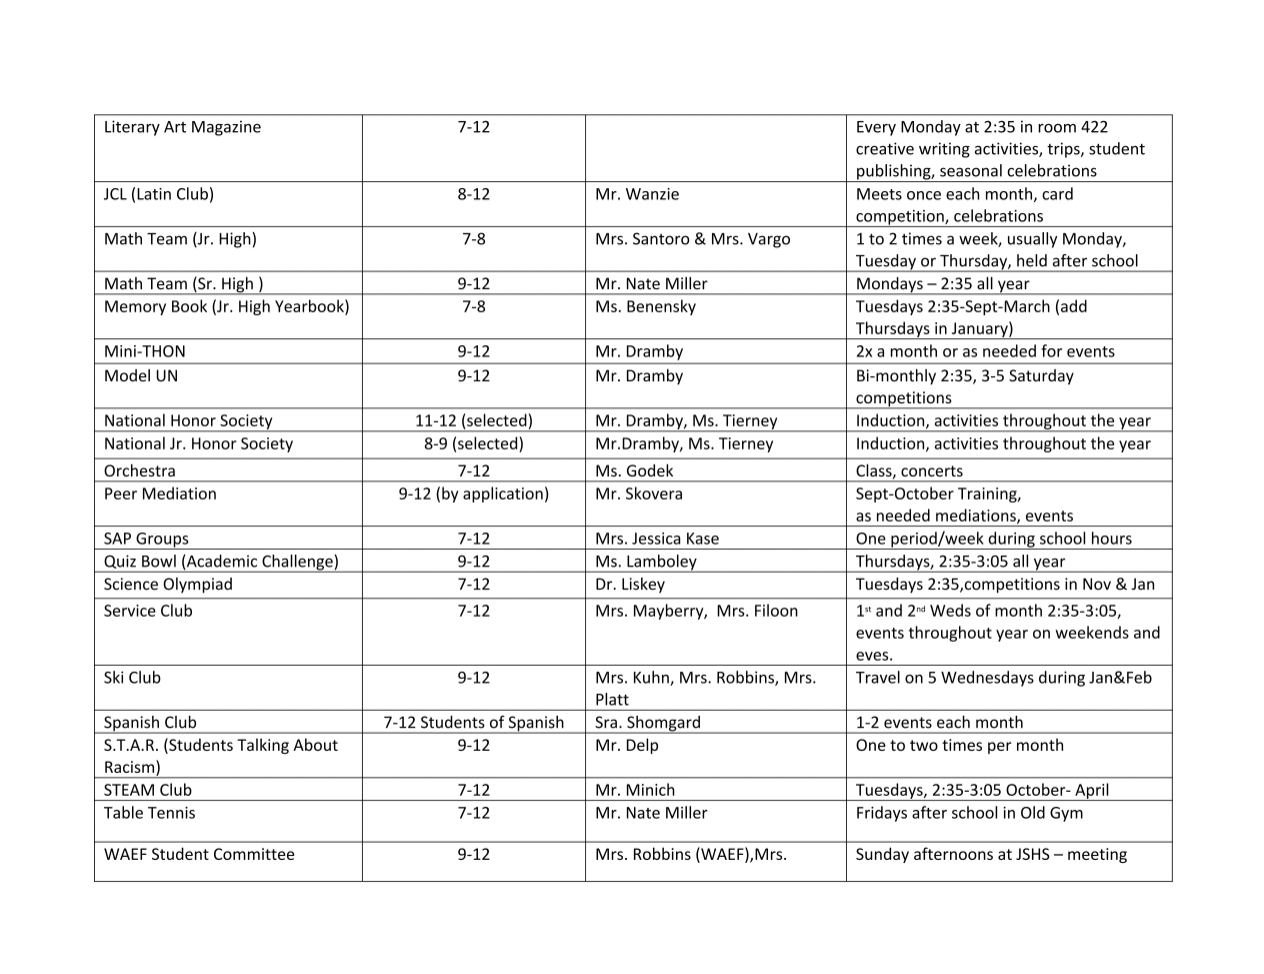 Literary Art Magazine 7-12 Every Monday at 2:35 in room 422
creative writing activities, trips, student
publishing, seasonal celebrations
JCL (Latin Club) 8-12 Mr. Wanzie Meets once each month, card
competition, celebrations
Math Team (Jr. High) 7-8 Mrs. Santoro & Mrs. Vargo 1 to 2 times a week, usually Monday,
Tuesday or Thursday, held after school
Math Team (Sr. High ) 9-12 Mr. Nate Miller Mondays – 2:35 all year
Memory Book (Jr. High Yearbook) 7-8 Ms. Benensky Tuesdays 2:35-Sept-March (add
Thursdays in January)
Mini-THON 9-12 Mr. Dramby 2x a month or as needed for events
Model UN 9-12 Mr. Dramby Bi-monthly 2:35, 3-5 Saturday
competitions
National Honor Society 11-12 (selected) Mr. Dramby, Ms. Tierney Induction, activities throughout the year
National Jr. Honor Society 8-9 (selected) Mr.Dramby, Ms. Tierney Induction, activities throughout the year
Orchestra 7-12 Ms. Godek Class, concerts
Peer Mediation 9-12 (by application) Mr. Skovera Sept-October Training,
as needed mediations, events
SAP Groups 7-12 Mrs. Jessica Kase One period/week during school hours
Quiz Bowl (Academic Challenge) 9-12 Ms. Lamboley Thursdays, 2:35-3:05 all year
Science Olympiad 7-12 Dr. Liskey Tuesdays 2:35,competitions in Nov & Jan
Service Club 7-12 Mrs. Mayberry, Mrs. Filoon 1st and 2nd Weds of month 2:35-3:05,
events throughout year on weekends and
eves.
Ski Club 9-12 Mrs. Kuhn, Mrs. Robbins, Mrs. Travel on 5 Wednesdays during Jan&Feb
Platt
Spanish Club 7-12 Students of Spanish Sra. Shomgard 1-2 events each month
S.T.A.R. (Students Talking About 9-12 Mr. Delp One to two times per month
Racism)
STEAM Club 7-12 Mr. Minich Tuesdays, 2:35-3:05 October- April
Table Tennis 7-12 Mr. Nate Miller Fridays after school in Old Gym
WAEF Student Committee 9-12 Mrs. Robbins (WAEF),Mrs. Sunday afternoons at JSHS – meeting